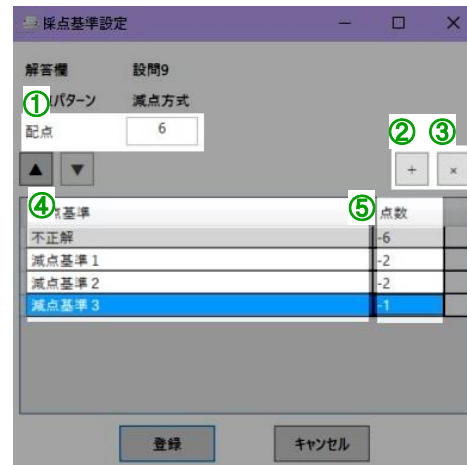 採点基準設定
解答欄 設問9
① パターン 減点方式
配点 6
② ③
▲ ▼ + ×
④ 基準 ⑤ 点数
不正解 -6
減点基準1 -2
減点基準2 -2
減点基準3 -1
登録 キャンセル